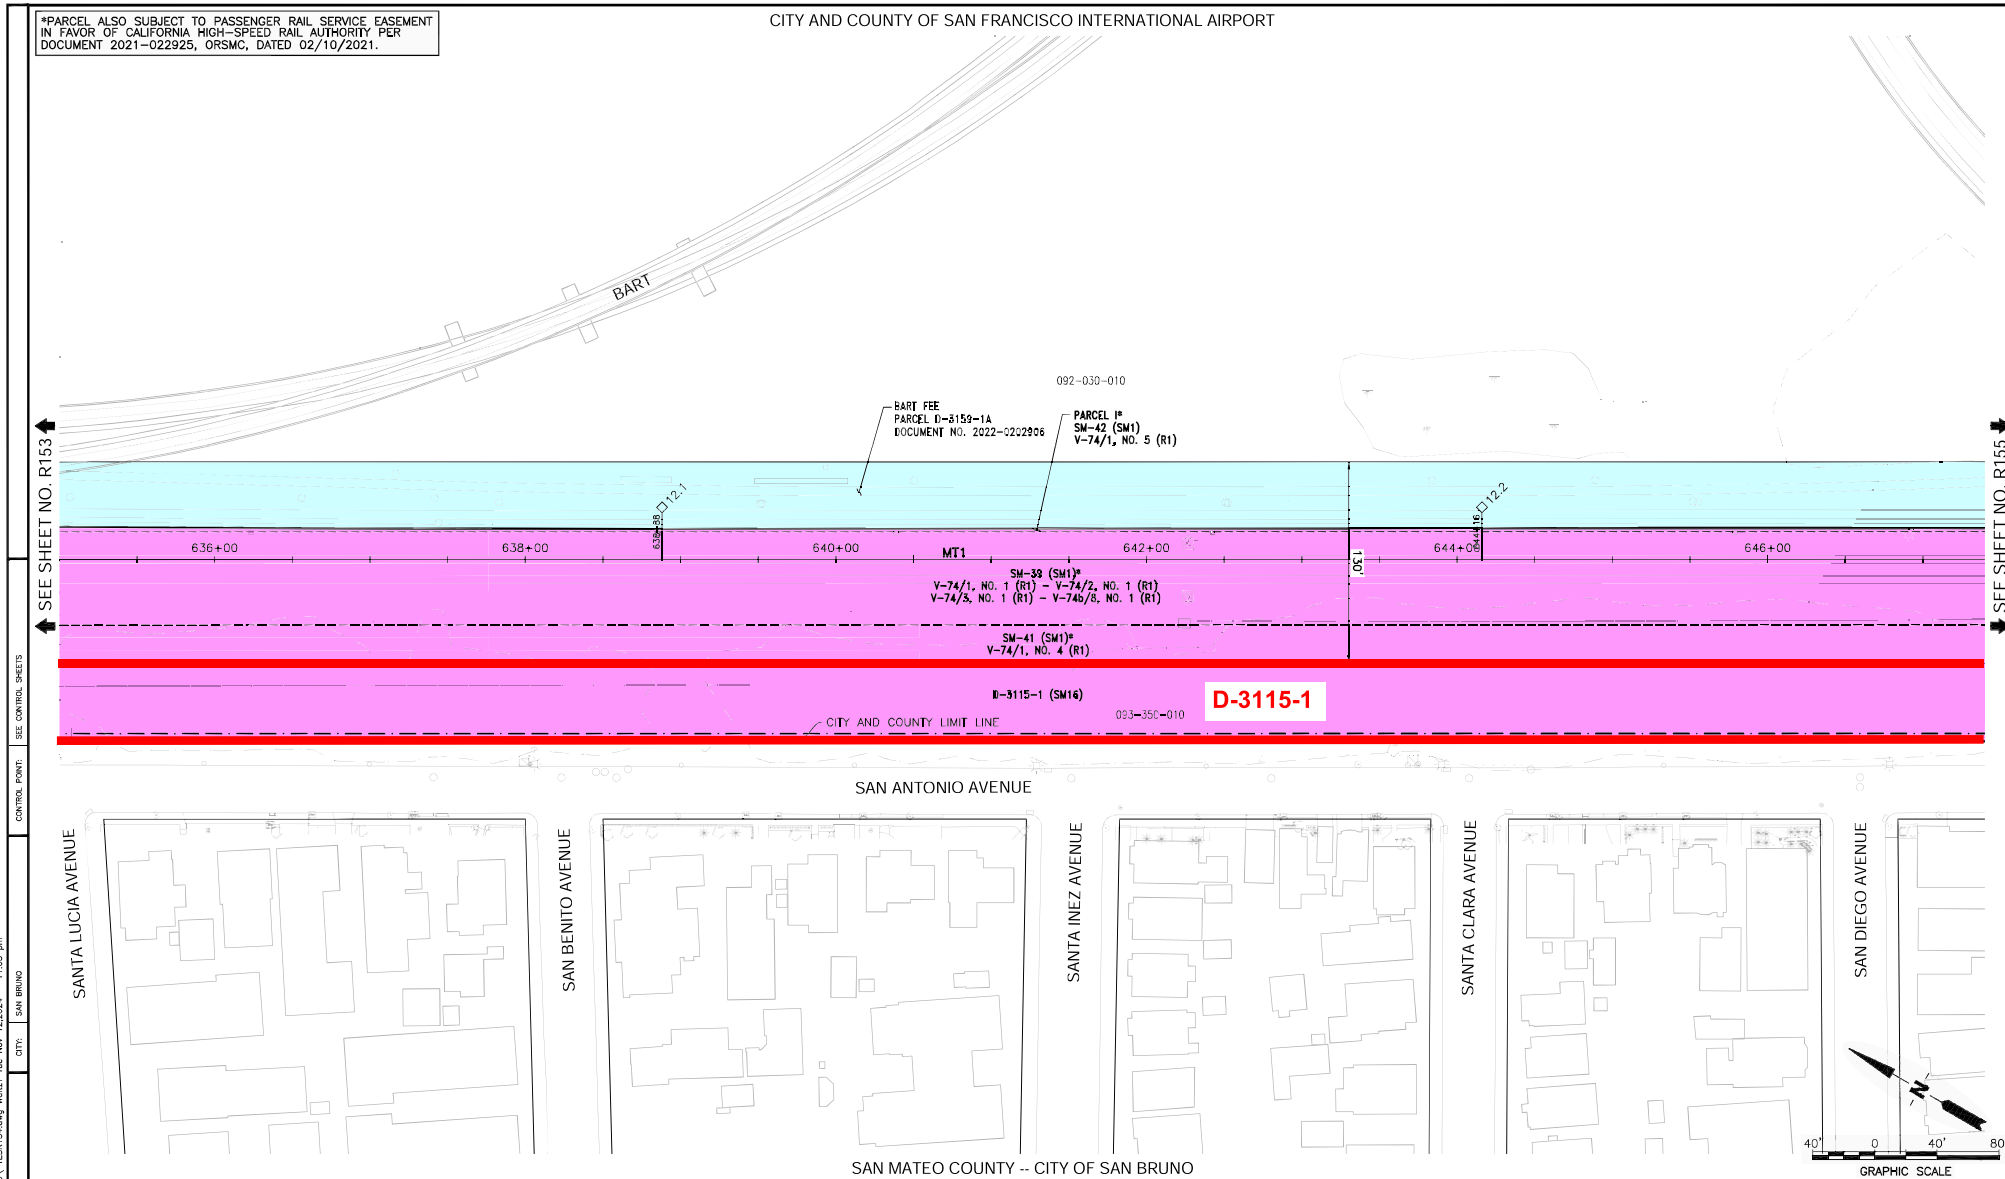 *PARCEL ALSO SUBJECT TO PASSENGER RAIL SERVICE EASEMENT
IN FAVOR OF CALIFORNIA HIGH-SPEED RAIL AUTHORITY PER
DOCUMENT 2021-022925, ORSMC, DATED 02/10/2021.
CITY AND COUNTY OF SAN FRANCISCO INTERNATIONAL AIRPORT
BART
092-030-010
BART FEE
PARCEL D-3159-1A
DOCUMENT NO. 2022-0202906
PARCEL I*
SM-42 (SM1)
V-74/1, NO. 5 (R1)
SEE SHEET NO. R153
SEE SHEET NO. R155
12.1
12.2
636+00
638+00
640+00
642+00
644+00
646+00
638+88
644+16
MT1
130'
SM-39 (SM1)*
V-74/1, NO. 1 (R1) - V-74/2, NO. 1 (R1)
V-74/3, NO. 1 (R1) - V-74b/8, NO. 1 (R1)
SM-41 (SM1)*
V-74/1, NO. 4 (R1)
D-3115-1 (SM16)
D-3115-1
093-350-010
CITY AND COUNTY LIMIT LINE
SAN ANTONIO AVENUE
SANTA LUCIA AVENUE
SAN BENITO AVENUE
SANTA INEZ AVENUE
SANTA CLARA AVENUE
SAN DIEGO AVENUE
SAN MATEO COUNTY -- CITY OF SAN BRUNO
N
40' 0 40' 80
GRAPHIC SCALE
CONTROL POINT: SEE CONTROL SHEETS
CITY: SAN BRUNO